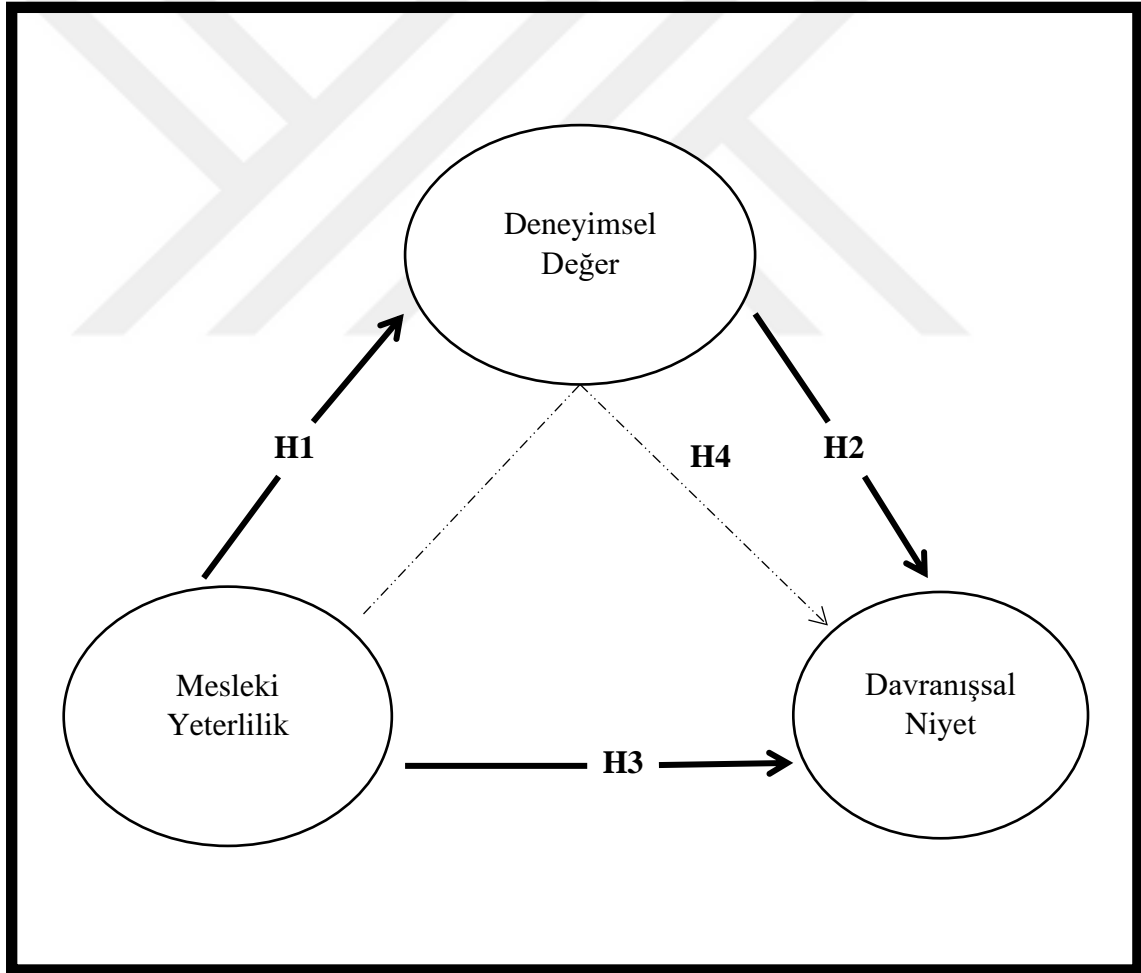 Deneyimsel
Değer
H1
H4
H2
Mesleki
Yeterlilik
Davranışsal
Niyet
H3